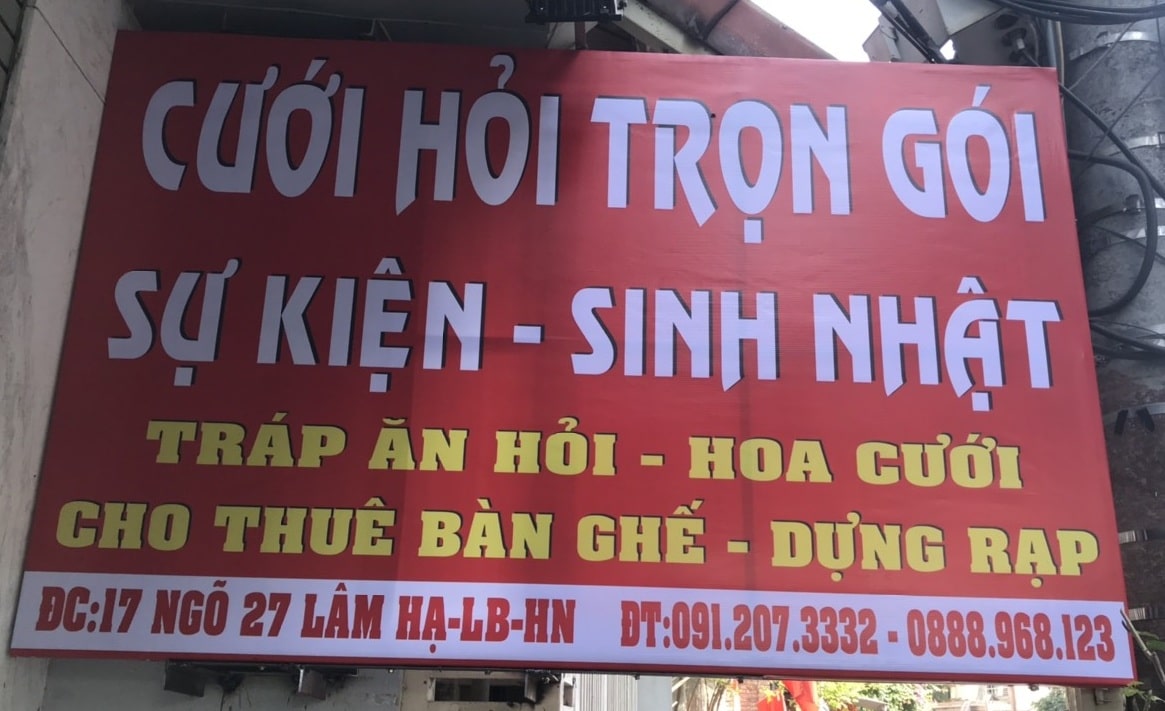 CƯỚI HỎI TRỌN GÓI
SỰ KIỆN - SINH NHẬT
TRÁP ĂN HỎI - HOA CƯỚI
CHO THUÊ BÀN GHẾ - DỰNG RẠP
ĐC:17 NGÕ 27 LÂM HẠ-LB-HN ĐT:091.207.3332 - 0888.968.123